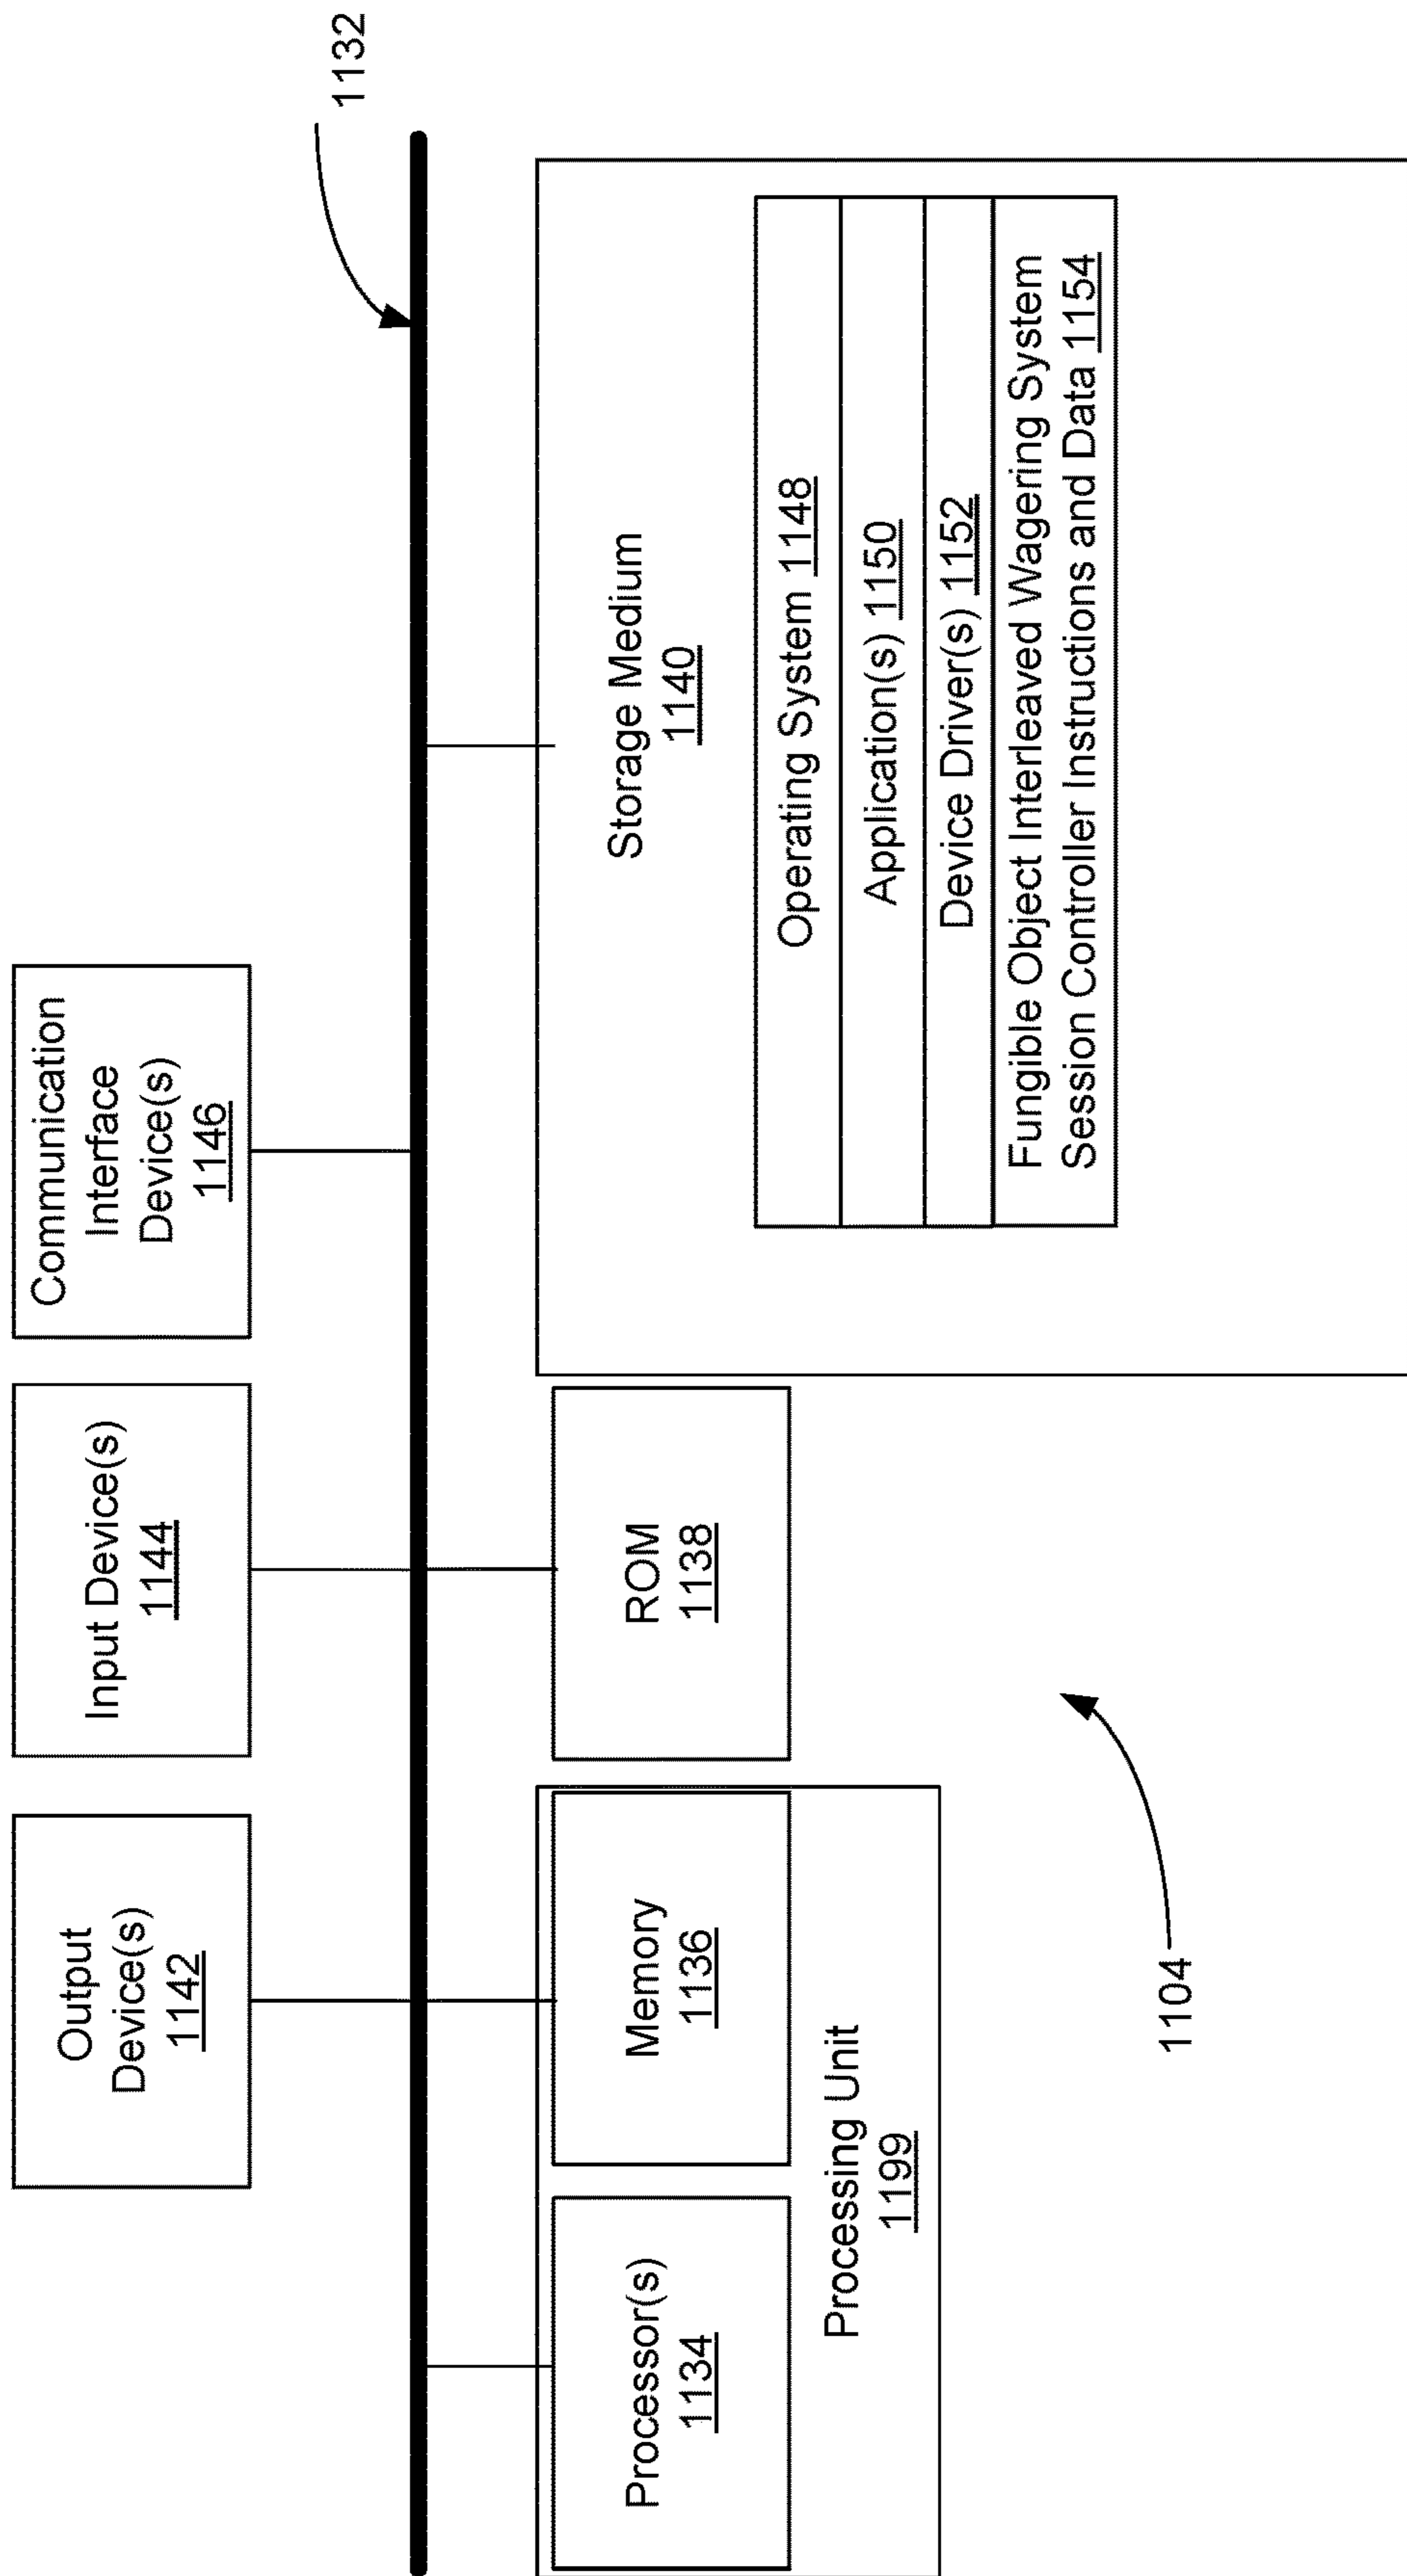 1132
Output
Device(s)
1142
Input Device(s)
1144
Communication
Interface
Device(s)
1146
Processor(s)
1134
Memory
1136
Processing Unit
1199
ROM
1138
Storage Medium
1140
Operating System 1148
Application(s) 1150
Device Driver(s) 1152
Fungible Object Interleaved Wagering System
Session Controller Instructions and Data 1154
1104